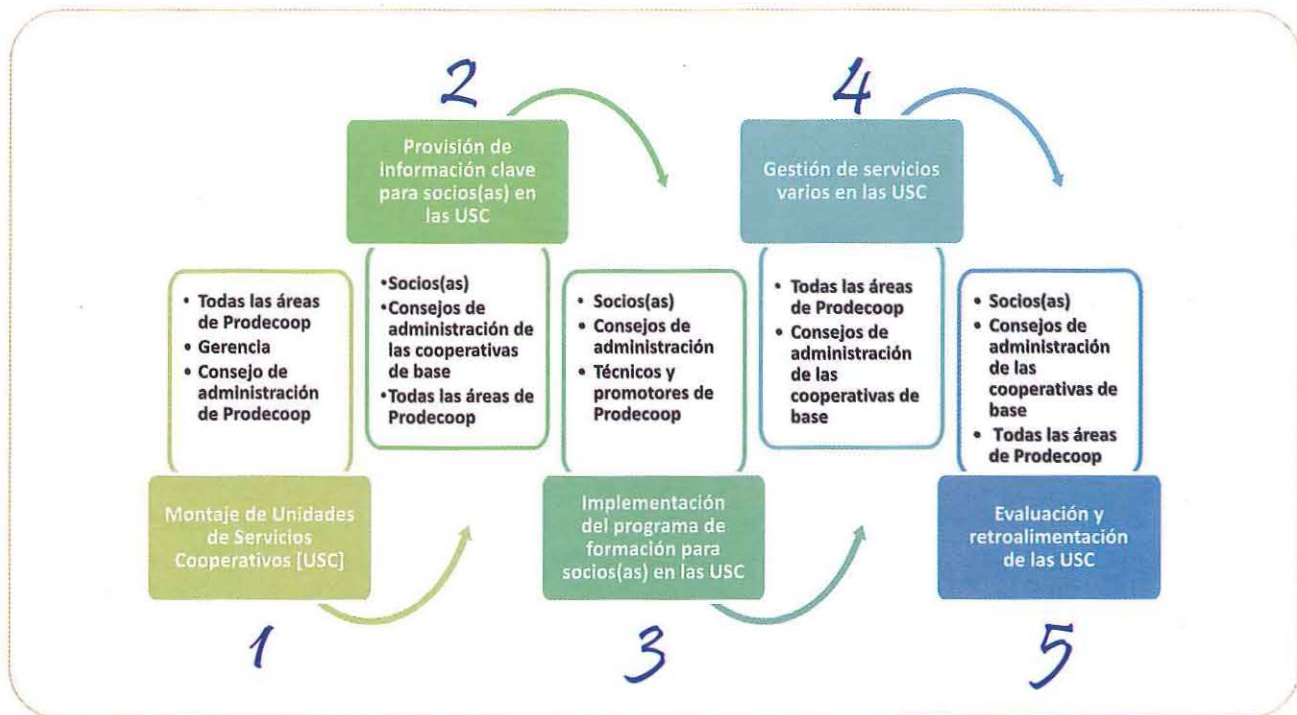 1
Montaje de Unidades
de Servicios
Cooperativos [USC]
• Todas las áreas
de Prodecoop
• Gerencia
• Consejo de
administración
de Prodecoop
2
Provisión de
información clave
para socios(as) en
las USC
•Socios(as)
•Consejos de
administración de
las cooperativas
de base
•Todas las áreas de
Prodecoop
3
Implementación
del programa de
formación para
socios(as) en las USC
• Socios(as)
• Consejos de
administración
• Técnicos y
promotores de
Prodecoop
4
Gestión de servicios
varios en las USC
• Todas las áreas
de Prodecoop
• Consejos de
administración
de las
cooperativas de
base
5
Evaluación y
retroalimentación
de las USC
• Socios(as)
• Consejos de
administración
de las
cooperativas de
base
• Todas las áreas
de Prodecoop